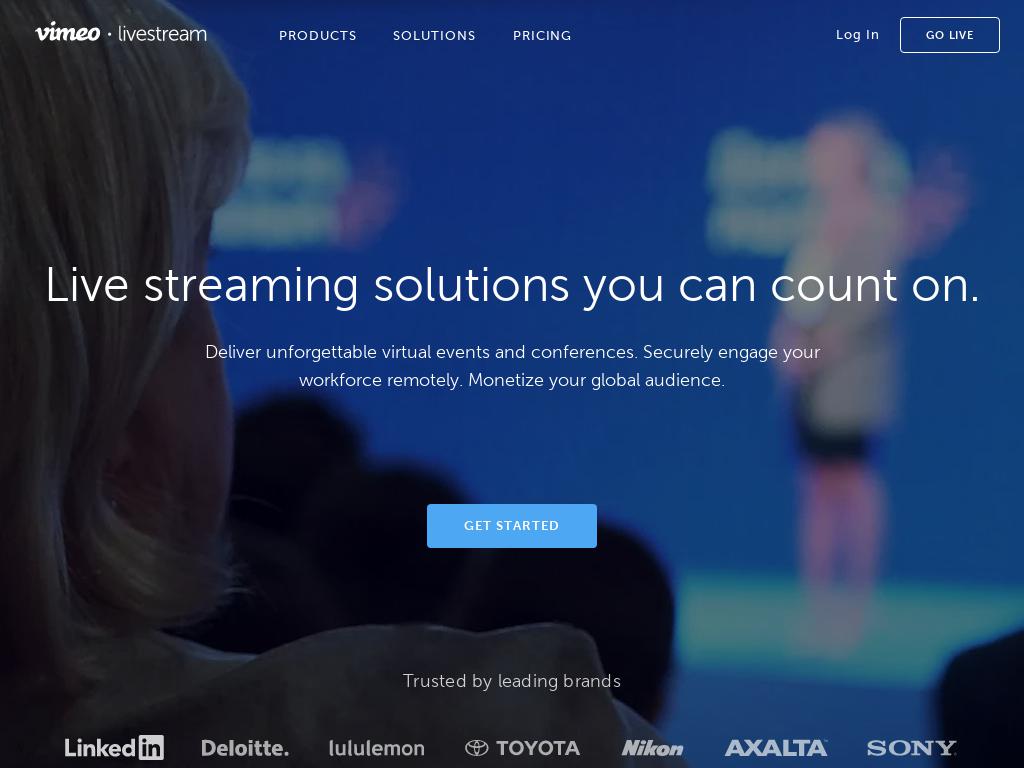 vimeo · livestream PRODUCTS SOLUTIONS PRICING Log In GO LIVE
Live streaming solutions you can count on.
Deliver unforgettable virtual events and conferences. Securely engage your
workforce remotely. Monetize your global audience.
GET STARTED
Trusted by leading brands
LinkedIn Deloitte. lululemon TOYOTA Nikon AXALTA SONY